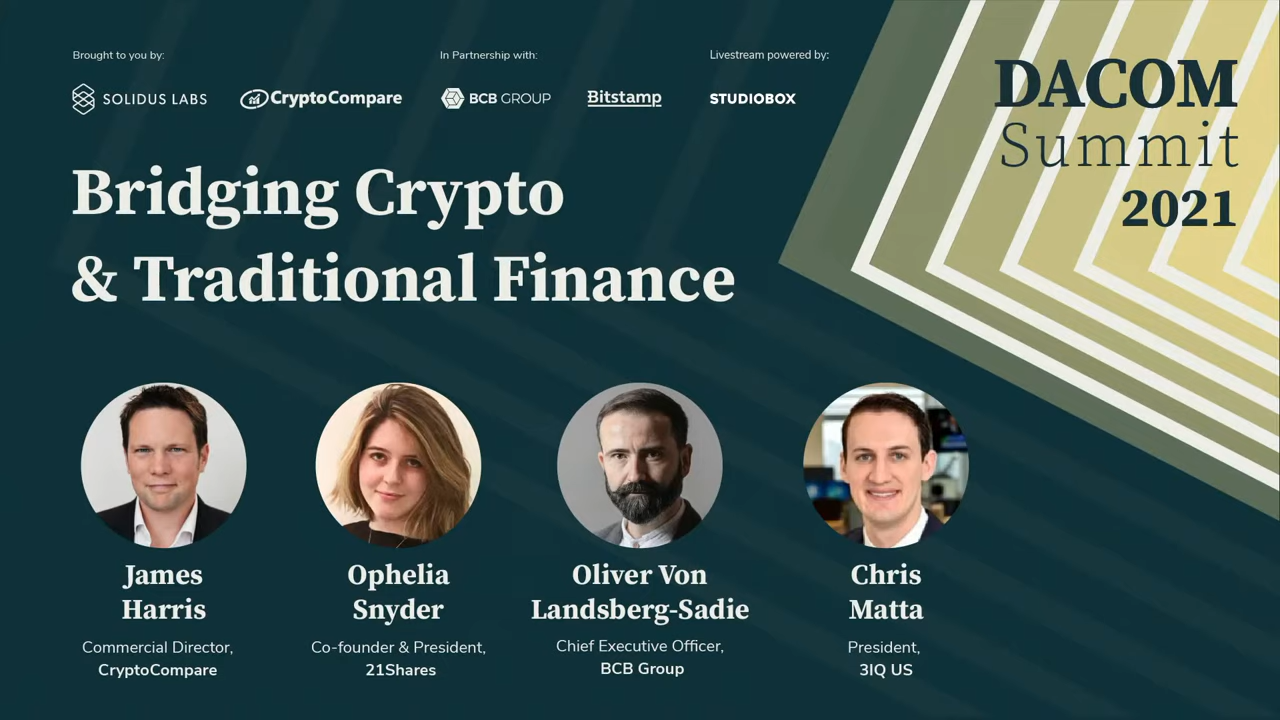 Brought to you by:
In Partnership with:
Livestream powered by:
SOLIDUS LABS
CryptoCompare
BCB GROUP
Bitstamp
STUDIOBOX
DACOM
Summit
2021
Bridging Crypto
& Traditional Finance
James
Harris
Commercial Director,
CryptoCompare
Ophelia
Snyder
Co-founder & President,
21Shares
Oliver Von
Landsberg-Sadie
Chief Executive Officer,
BCB Group
Chris
Matta
President,
3IQ US